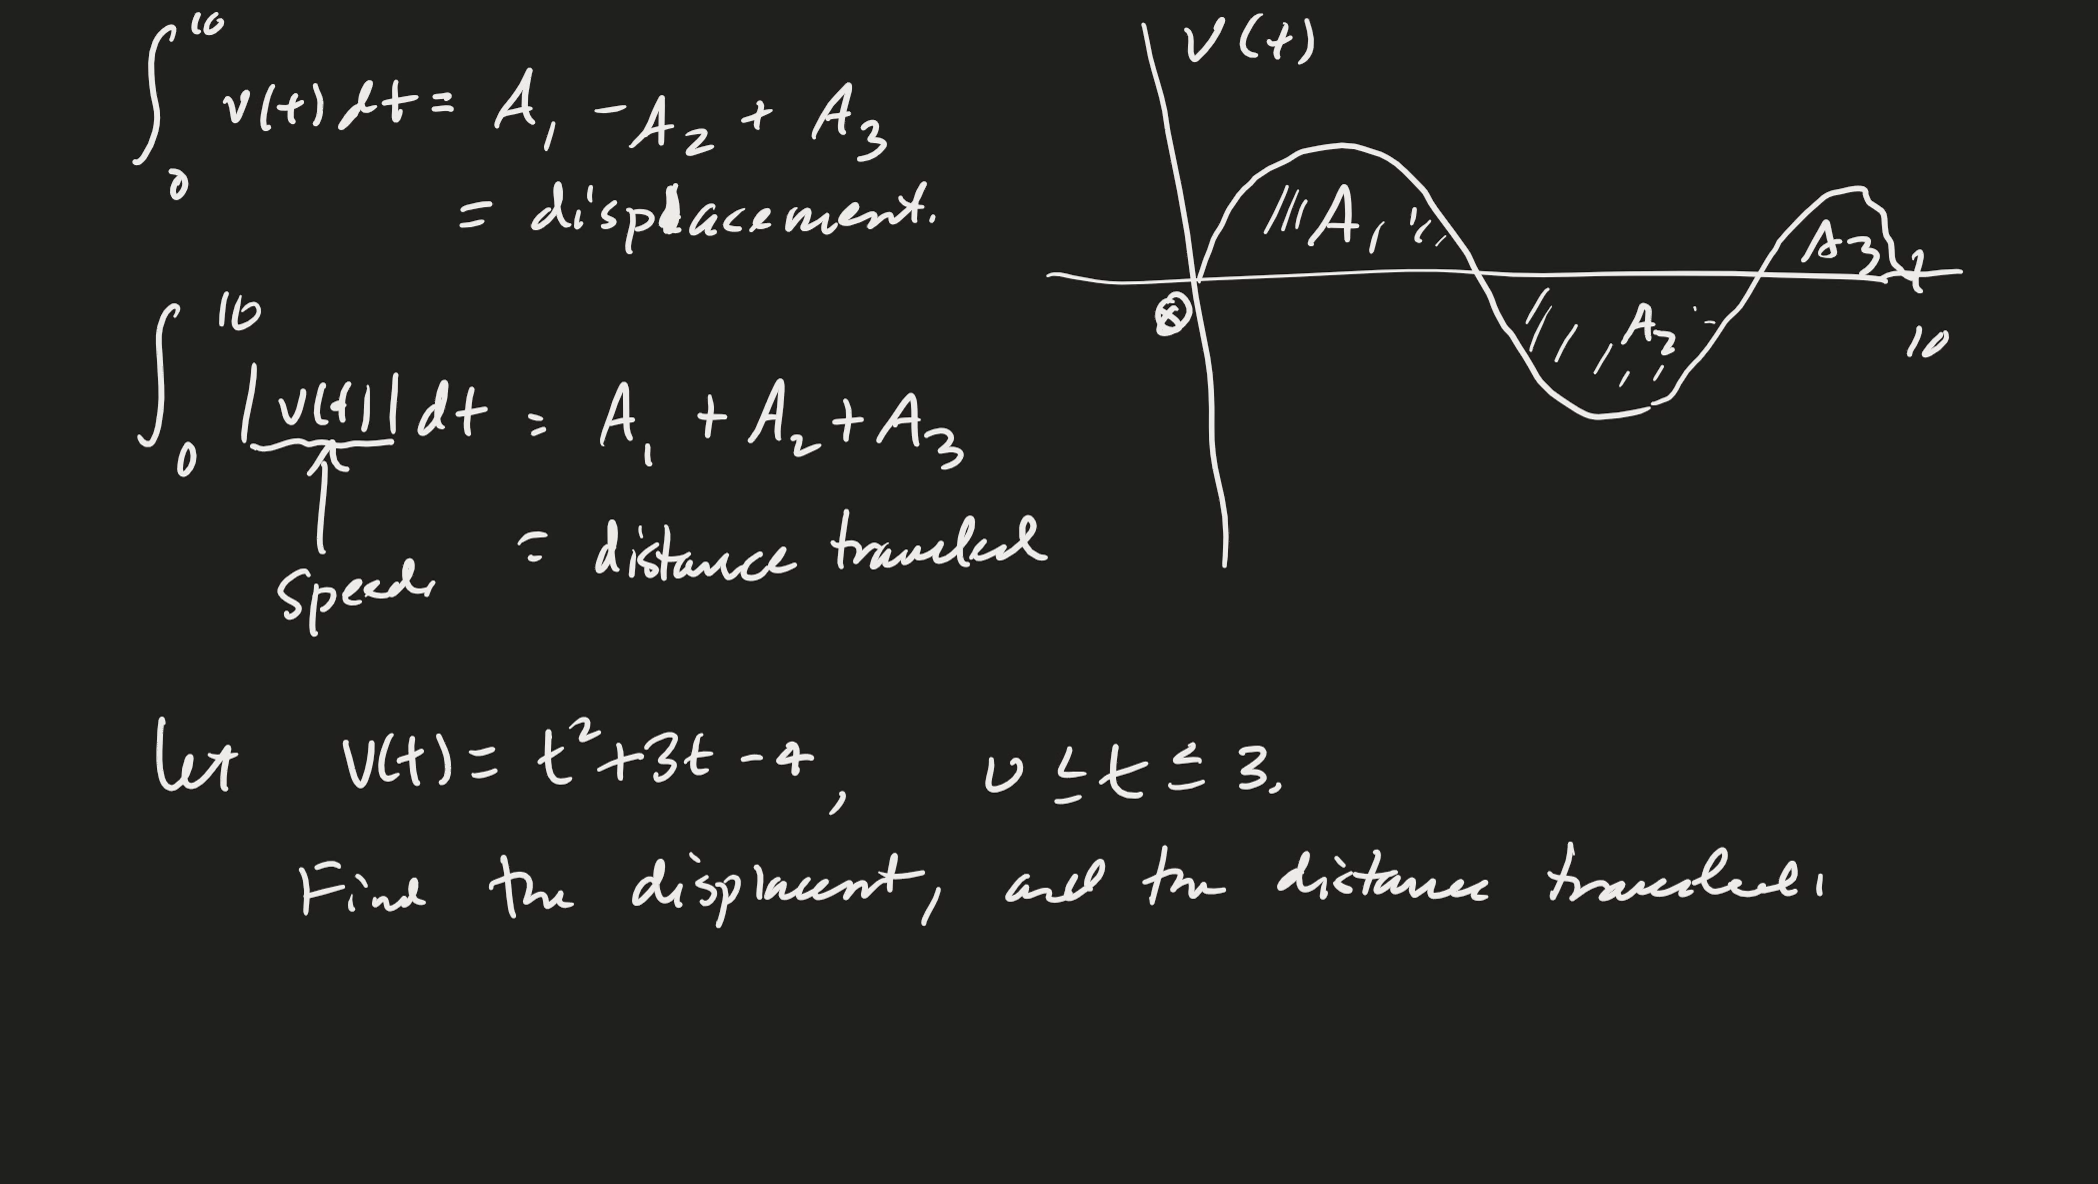 ∫₀¹⁰ v(t) dt = A₁ - A₂ + A₃
= displacement.
∫₀¹⁰ |v(t)| dt = A₁ + A₂ + A₃
speed.
= distance traveled
V(t)
A₁
A₂
A₃
0
10
Let V(t) = t² + 3t - 4, 0 ≤ t ≤ 3.
Find the displacent, and the distance traveled.